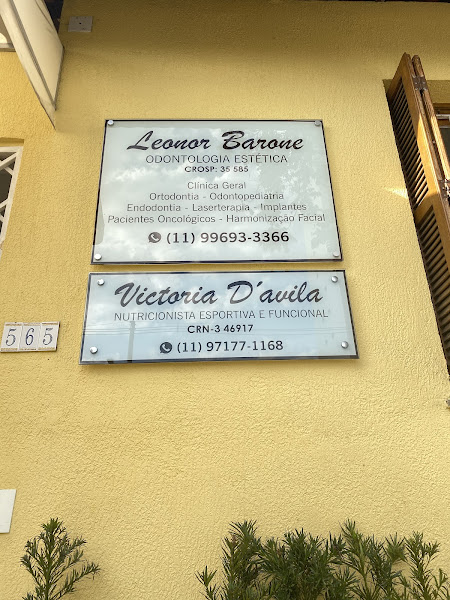 Leonor Barone
ODONTOLOGIA ESTÉTICA
CROSP: 35 585
Clínica Geral
Ortodontia - Odontopediatria
Endodontia - Laserterapia - Implantes
Pacientes Oncológicos - Harmonização Facial
(11) 99693-3366
Victoria D'avila
NUTRICIONISTA ESPORTIVA E FUNCIONAL
CRN-3 46917
(11) 97177-1168
565